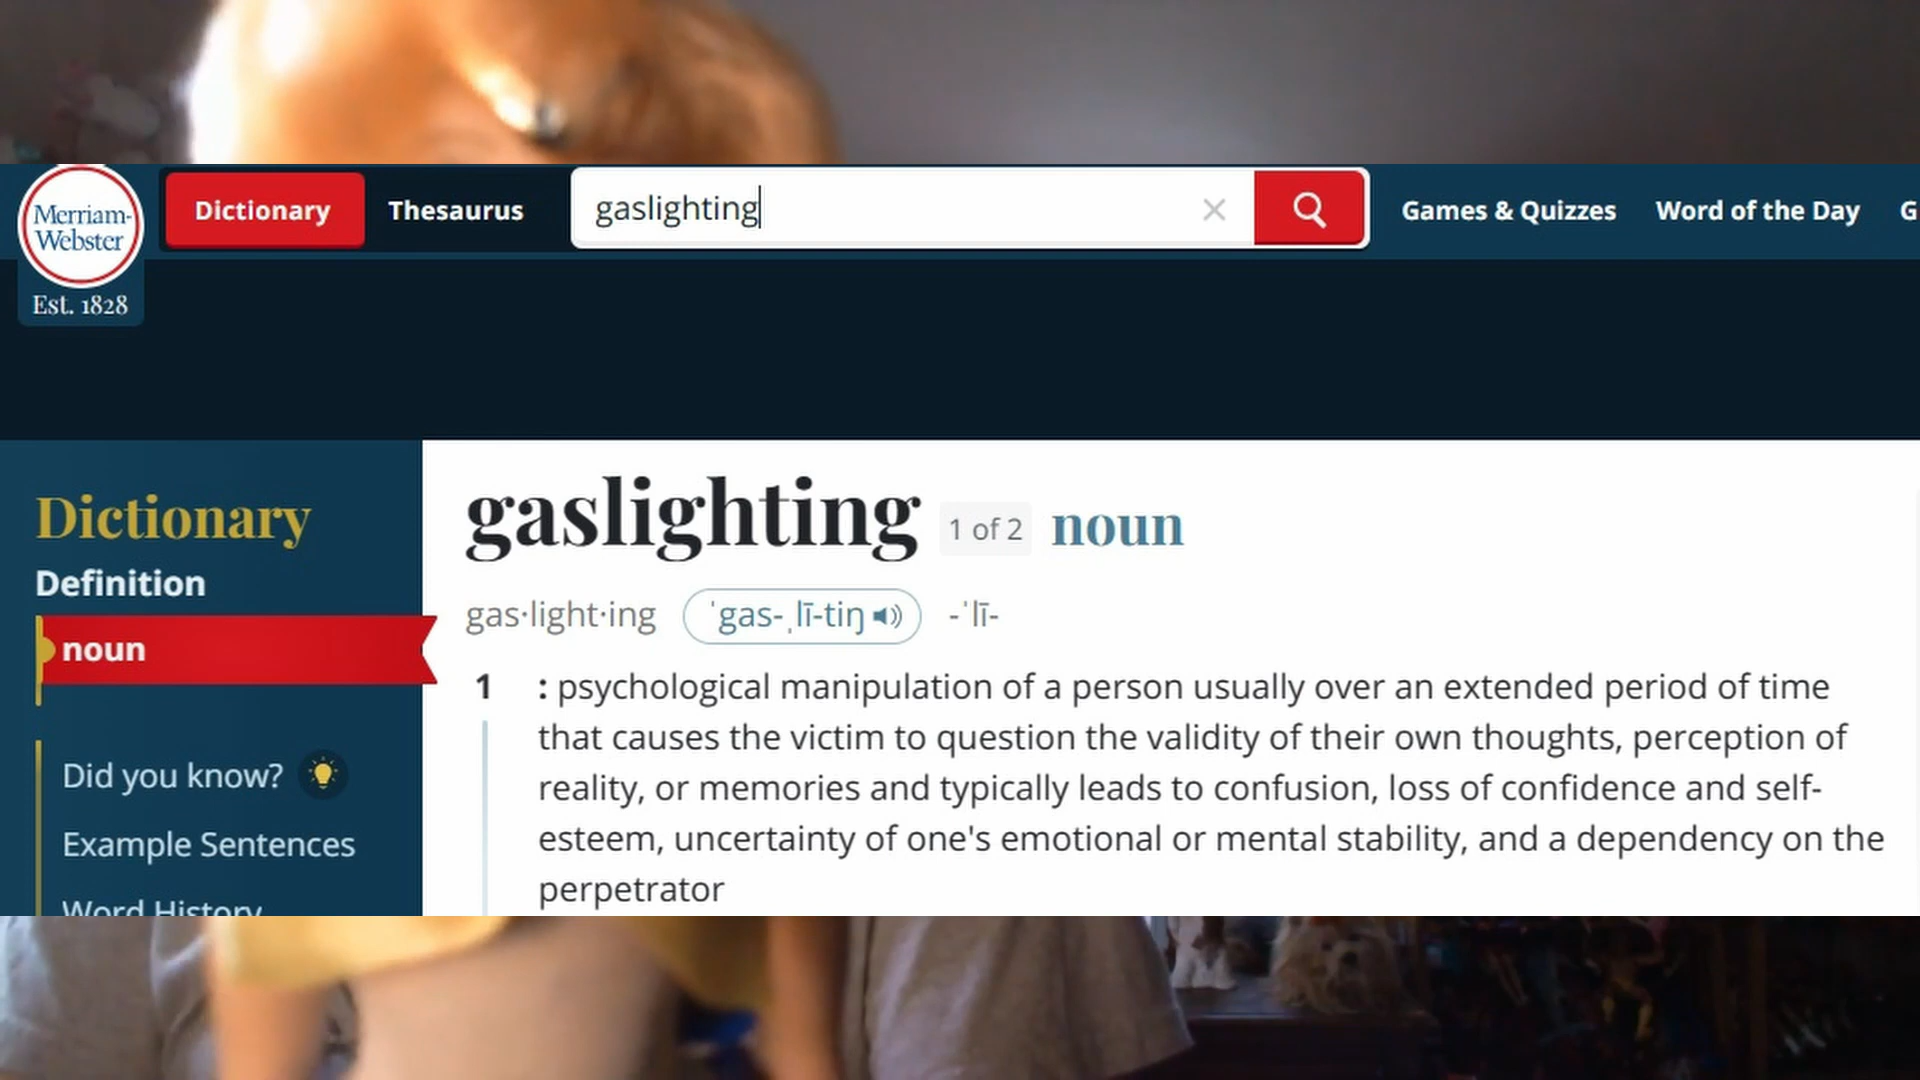 Merriam-
Webster
Est. 1828
Dictionary
Thesaurus
gaslighting
Games & Quizzes
Word of the Day
G
Dictionary
Definition
noun
Did you know?
Example Sentences
Word History
gaslighting 1 of 2 noun
gas·light·ing ˈgas-ˌlī-tiŋ -ˈlī-
1 : psychological manipulation of a person usually over an extended period of time
that causes the victim to question the validity of their own thoughts, perception of
reality, or memories and typically leads to confusion, loss of confidence and self-
esteem, uncertainty of one's emotional or mental stability, and a dependency on the
perpetrator